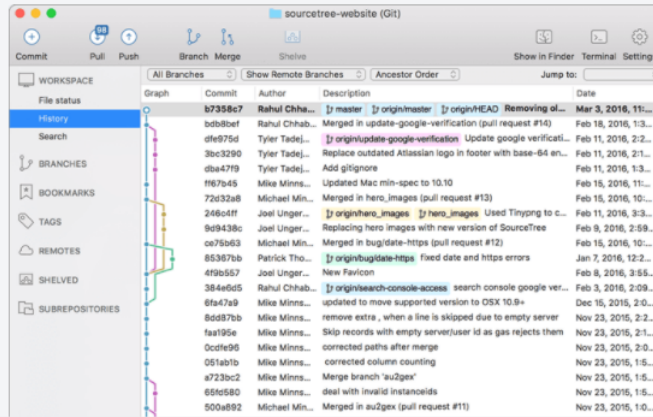 sourcetree-website (Git)
98
Commit Pull Push Branch Merge Shelve Show in Finder Terminal Setting
WORKSPACE
File status
History
Search
BRANCHES
BOOKMARKS
TAGS
REMOTES
SHELVED
SUBREPOSITORIES
All Branches Show Remote Branches Ancestor Order Jump to:
Graph Commit Author Description Date
b7358c7 Rahul Chhab... master origin/master origin/HEAD Removing ol... Mar 3, 2016, 11:...
bdb8bef Rahul Chhab... Merged in update-google-verification (pull request #14) Feb 18, 2016, 1:3...
dfe975d Tyler Tadej... origin/update-google-verification Update google verificati... Feb 11, 2016, 2:2...
3bc3290 Tyler Tadej... Replace outdated Atlassian logo in footer with base-64 en... Feb 11, 2016, 2:1...
dba47f9 Tyler Tadej... Add gitignore Feb 11, 2016, 1:3...
ff67b45 Mike Minns... Updated Mac min-spec to 10.10 Feb 15, 2016, 11:...
72d32a8 Michael Min... Merged in hero_images (pull request #13) Feb 15, 2016, 10:...
246c4ff Joel Unger... origin/hero_images hero_images Used Tinypng to c... Feb 11, 2016, 3:3...
9d9438c Joel Unger... Replacing hero images with new version of SourceTree Feb 9, 2016, 2:59...
ce75b63 Michael Min... Merged in bug/date-https (pull request #12) Feb 15, 2016, 10:...
85367bb Patrick Tho... origin/bug/date-https fixed date and https errors Jan 7, 2016, 12:2...
4f9b557 Joel Unger... New Favicon Feb 8, 2016, 3:55...
384e6d5 Rahul Chhab... origin/search-console-access search console google ver... Feb 3, 2016, 2:09...
6fa47a9 Mike Minns... updated to move supported version to OSX 10.9+ Dec 15, 2015, 2:0...
8dd87bb Mike Minns... remove extra , when a line is skipped due to empty server Nov 23, 2015, 2:2...
faa195e Mike Minns... Skip records with empty server/user id as gas rejects them Nov 23, 2015, 2:1...
0cdfe96 Mike Minns... corrected paths after merge Nov 23, 2015, 2:0...
051ab1b Mike Minns... corrected column counting Nov 23, 2015, 1:5...
a723bc2 Mike Minns... Merge branch 'au2gex' Nov 23, 2015, 1:5...
65fd580 Mike Minns... deal with invalid instanceids Nov 23, 2015, 1:5...
500a892 Michael Min... Merged in au2gex (pull request #11) Nov 23, 2015, 1:0...